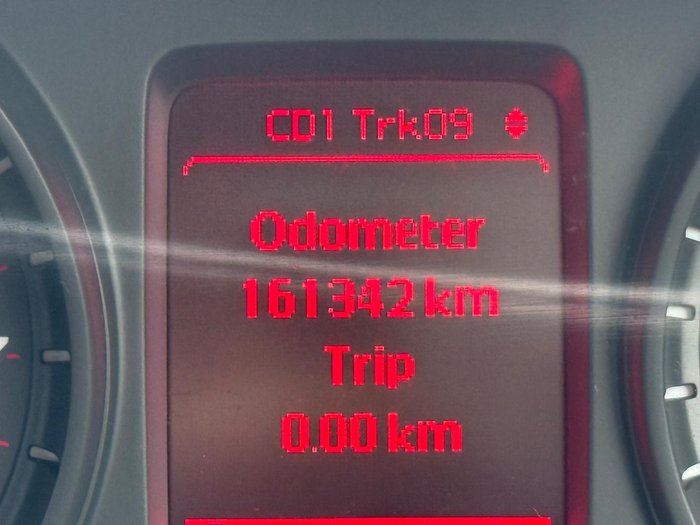 CD1 Trk09
Odometer
161342 km
Trip
0.00 km